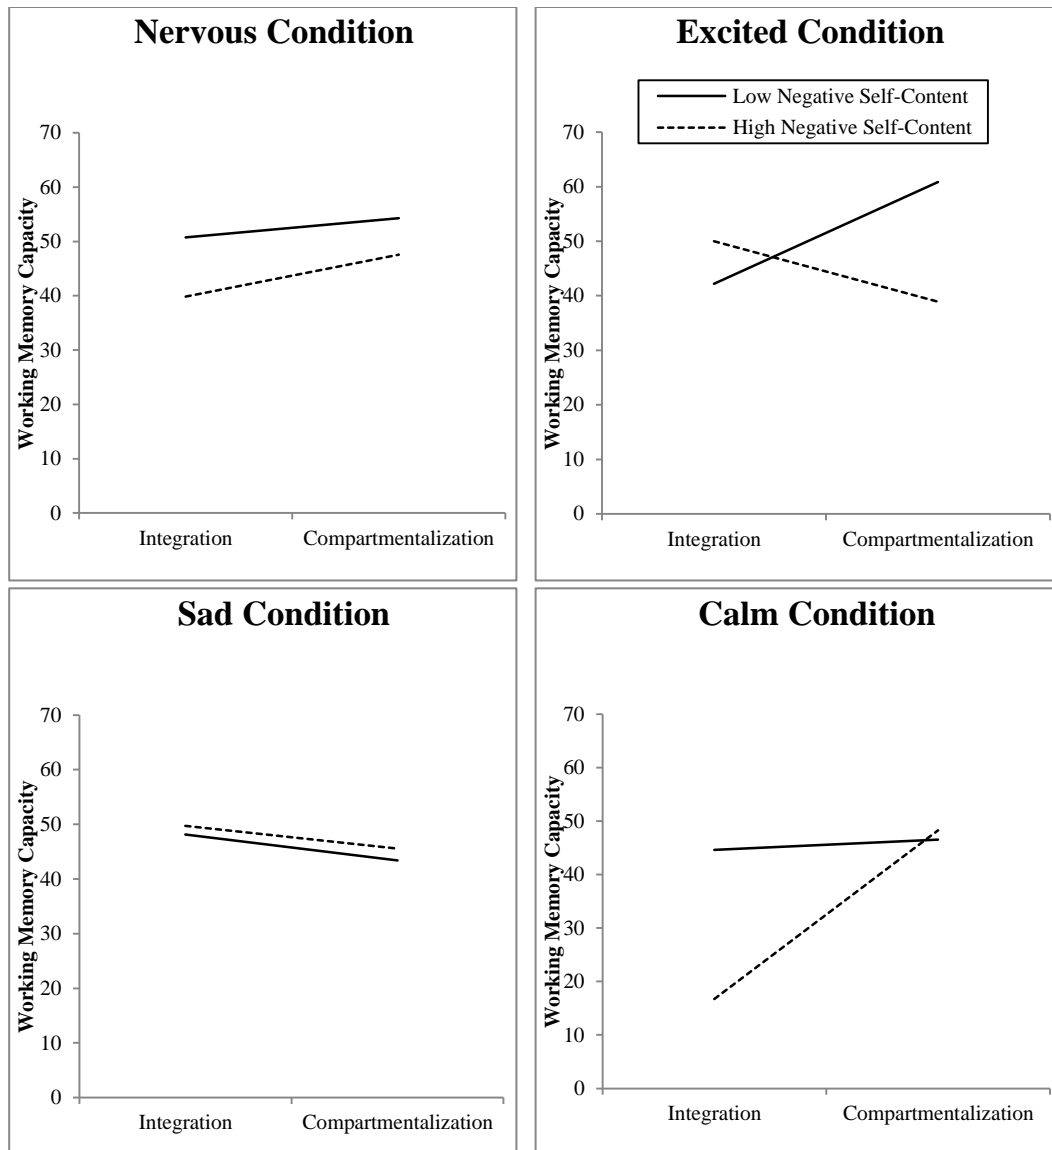 Nervous Condition
Working Memory Capacity
70
60
50
40
30
20
10
0
Integration
Compartmentalization
Excited Condition
Low Negative Self-Content
High Negative Self-Content
Working Memory Capacity
70
60
50
40
30
20
10
0
Integration
Compartmentalization
Sad Condition
Working Memory Capacity
70
60
50
40
30
20
10
0
Integration
Compartmentalization
Calm Condition
Working Memory Capacity
70
60
50
40
30
20
10
0
Integration
Compartmentalization